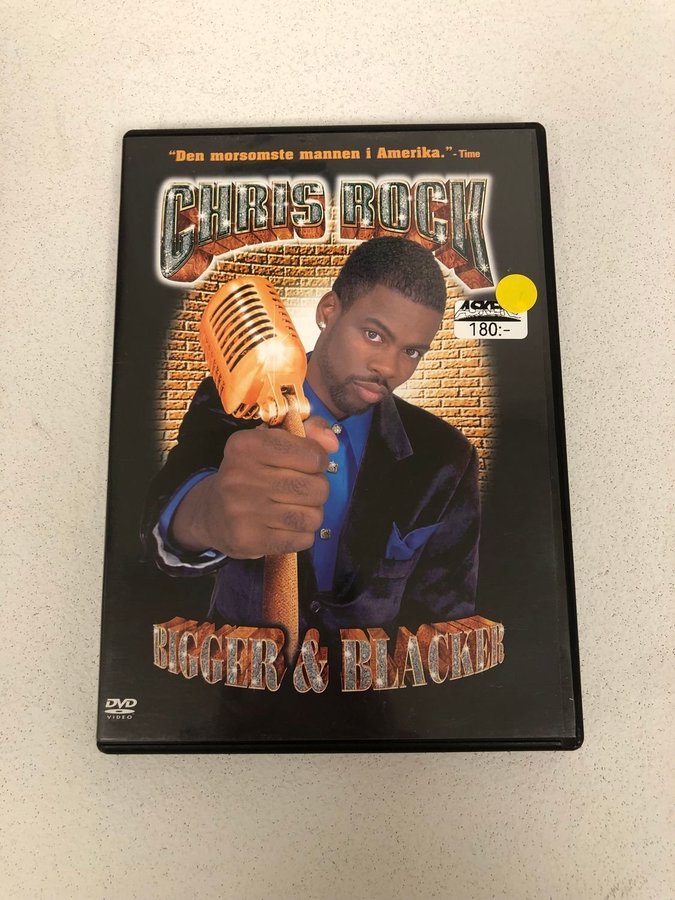 “Den morsomste mannen i Amerika.” - Time
CHRIS ROCK
180:-
BIGGER & BLACKER
DVD
VIDEO